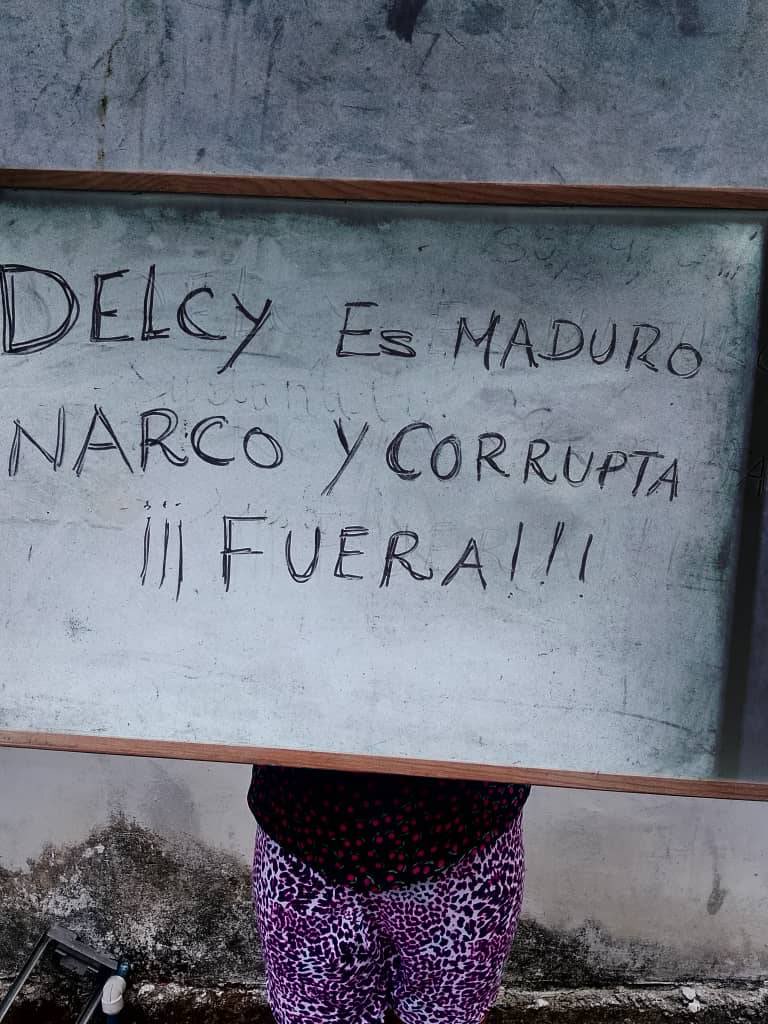 DELCY Es MADURO
NARCO Y CORRUPTA
¡¡¡FUERA!!!